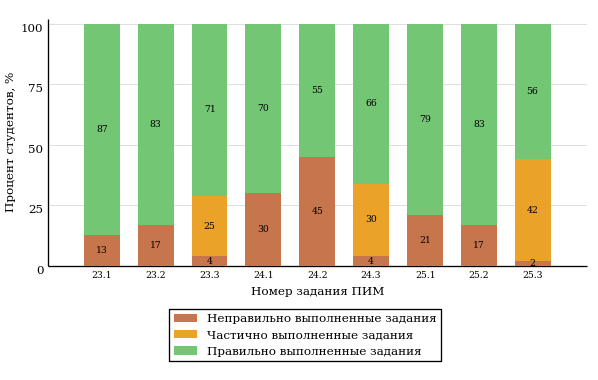 100
75
50
25
0
Процент студентов, %
87 83 71 70 55 66 79 83 56
25 30 42
13 17 4 30 45 4 21 17 2
23.1 23.2 23.3 24.1 24.2 24.3 25.1 25.2 25.3
Номер задания ПИМ
Неправильно выполненные задания
Частично выполненные задания
Правильно выполненные задания